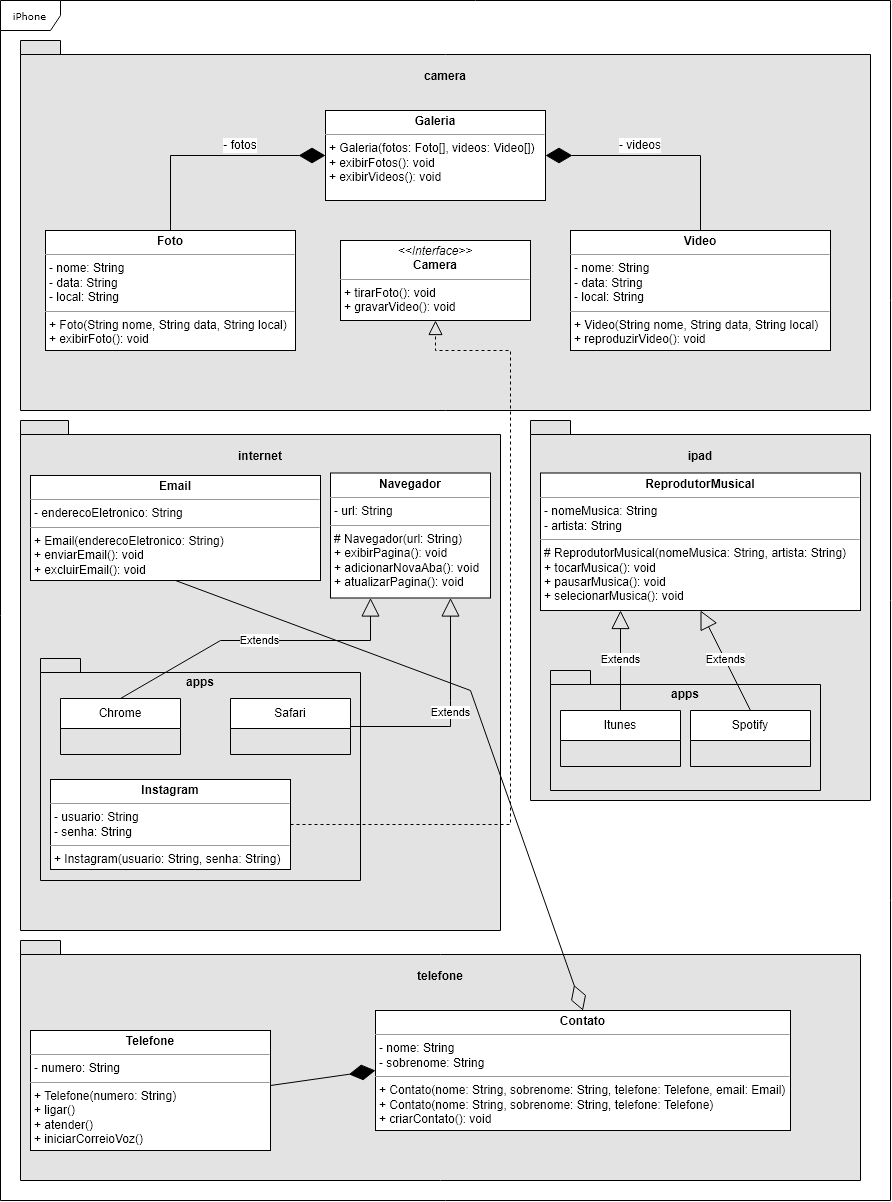 iPhone
camera
Galeria
+ Galeria(fotos: Foto[], videos: Video[])
+ exibirFotos(): void
+ exibirVideos(): void
- fotos
- videos
Foto
- nome: String
- data: String
- local: String
+ Foto(String nome, String data, String local)
+ exibirFoto(): void
<<Interface>>
Camera
+ tirarFoto(): void
+ gravarVideo(): void
Video
- nome: String
- data: String
- local: String
+ Video(String nome, String data, String local)
+ reproduzirVideo(): void
internet
Email
- enderecoEletronico: String
+ Email(enderecoEletronico: String)
+ enviarEmail(): void
+ excluirEmail(): void
Navegador
- url: String
# Navegador(url: String)
+ exibirPagina(): void
+ adicionarNovaAba(): void
+ atualizarPagina(): void
Extends
Extends
apps
Chrome
Safari
Instagram
- usuario: String
- senha: String
+ Instagram(usuario: String, senha: String)
ipad
ReprodutorMusical
- nomeMusica: String
- artista: String
# ReprodutorMusical(nomeMusica: String, artista: String)
+ tocarMusica(): void
+ pausarMusica(): void
+ selecionarMusica(): void
Extends
Extends
apps
Itunes
Spotify
telefone
Telefone
- numero: String
+ Telefone(numero: String)
+ ligar()
+ atender()
+ iniciarCorreioVoz()
Contato
- nome: String
- sobrenome: String
+ Contato(nome: String, sobrenome: String, telefone: Telefone, email: Email)
+ Contato(nome: String, sobrenome: String, telefone: Telefone)
+ criarContato(): void